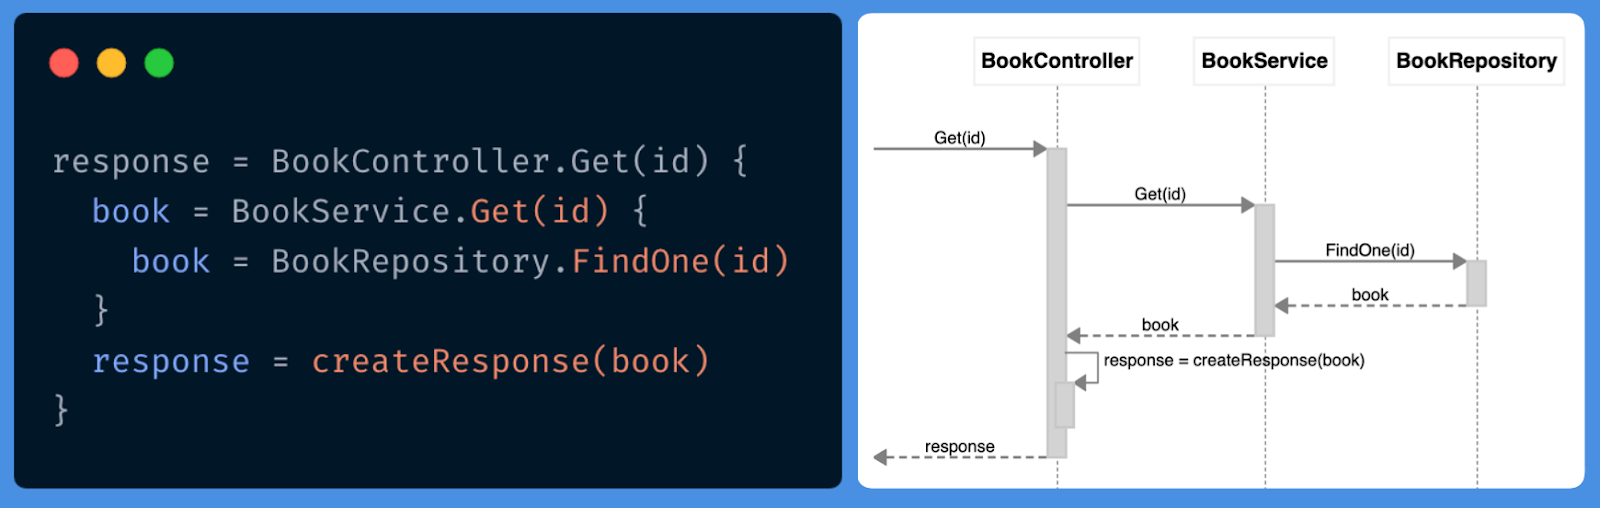 response = BookController.Get(id) {
book = BookService.Get(id) {
book = BookRepository.FindOne(id)
}
response = createResponse(book)
}
BookController
BookService
BookRepository
Get(id)
Get(id)
FindOne(id)
book
book
response = createResponse(book)
response